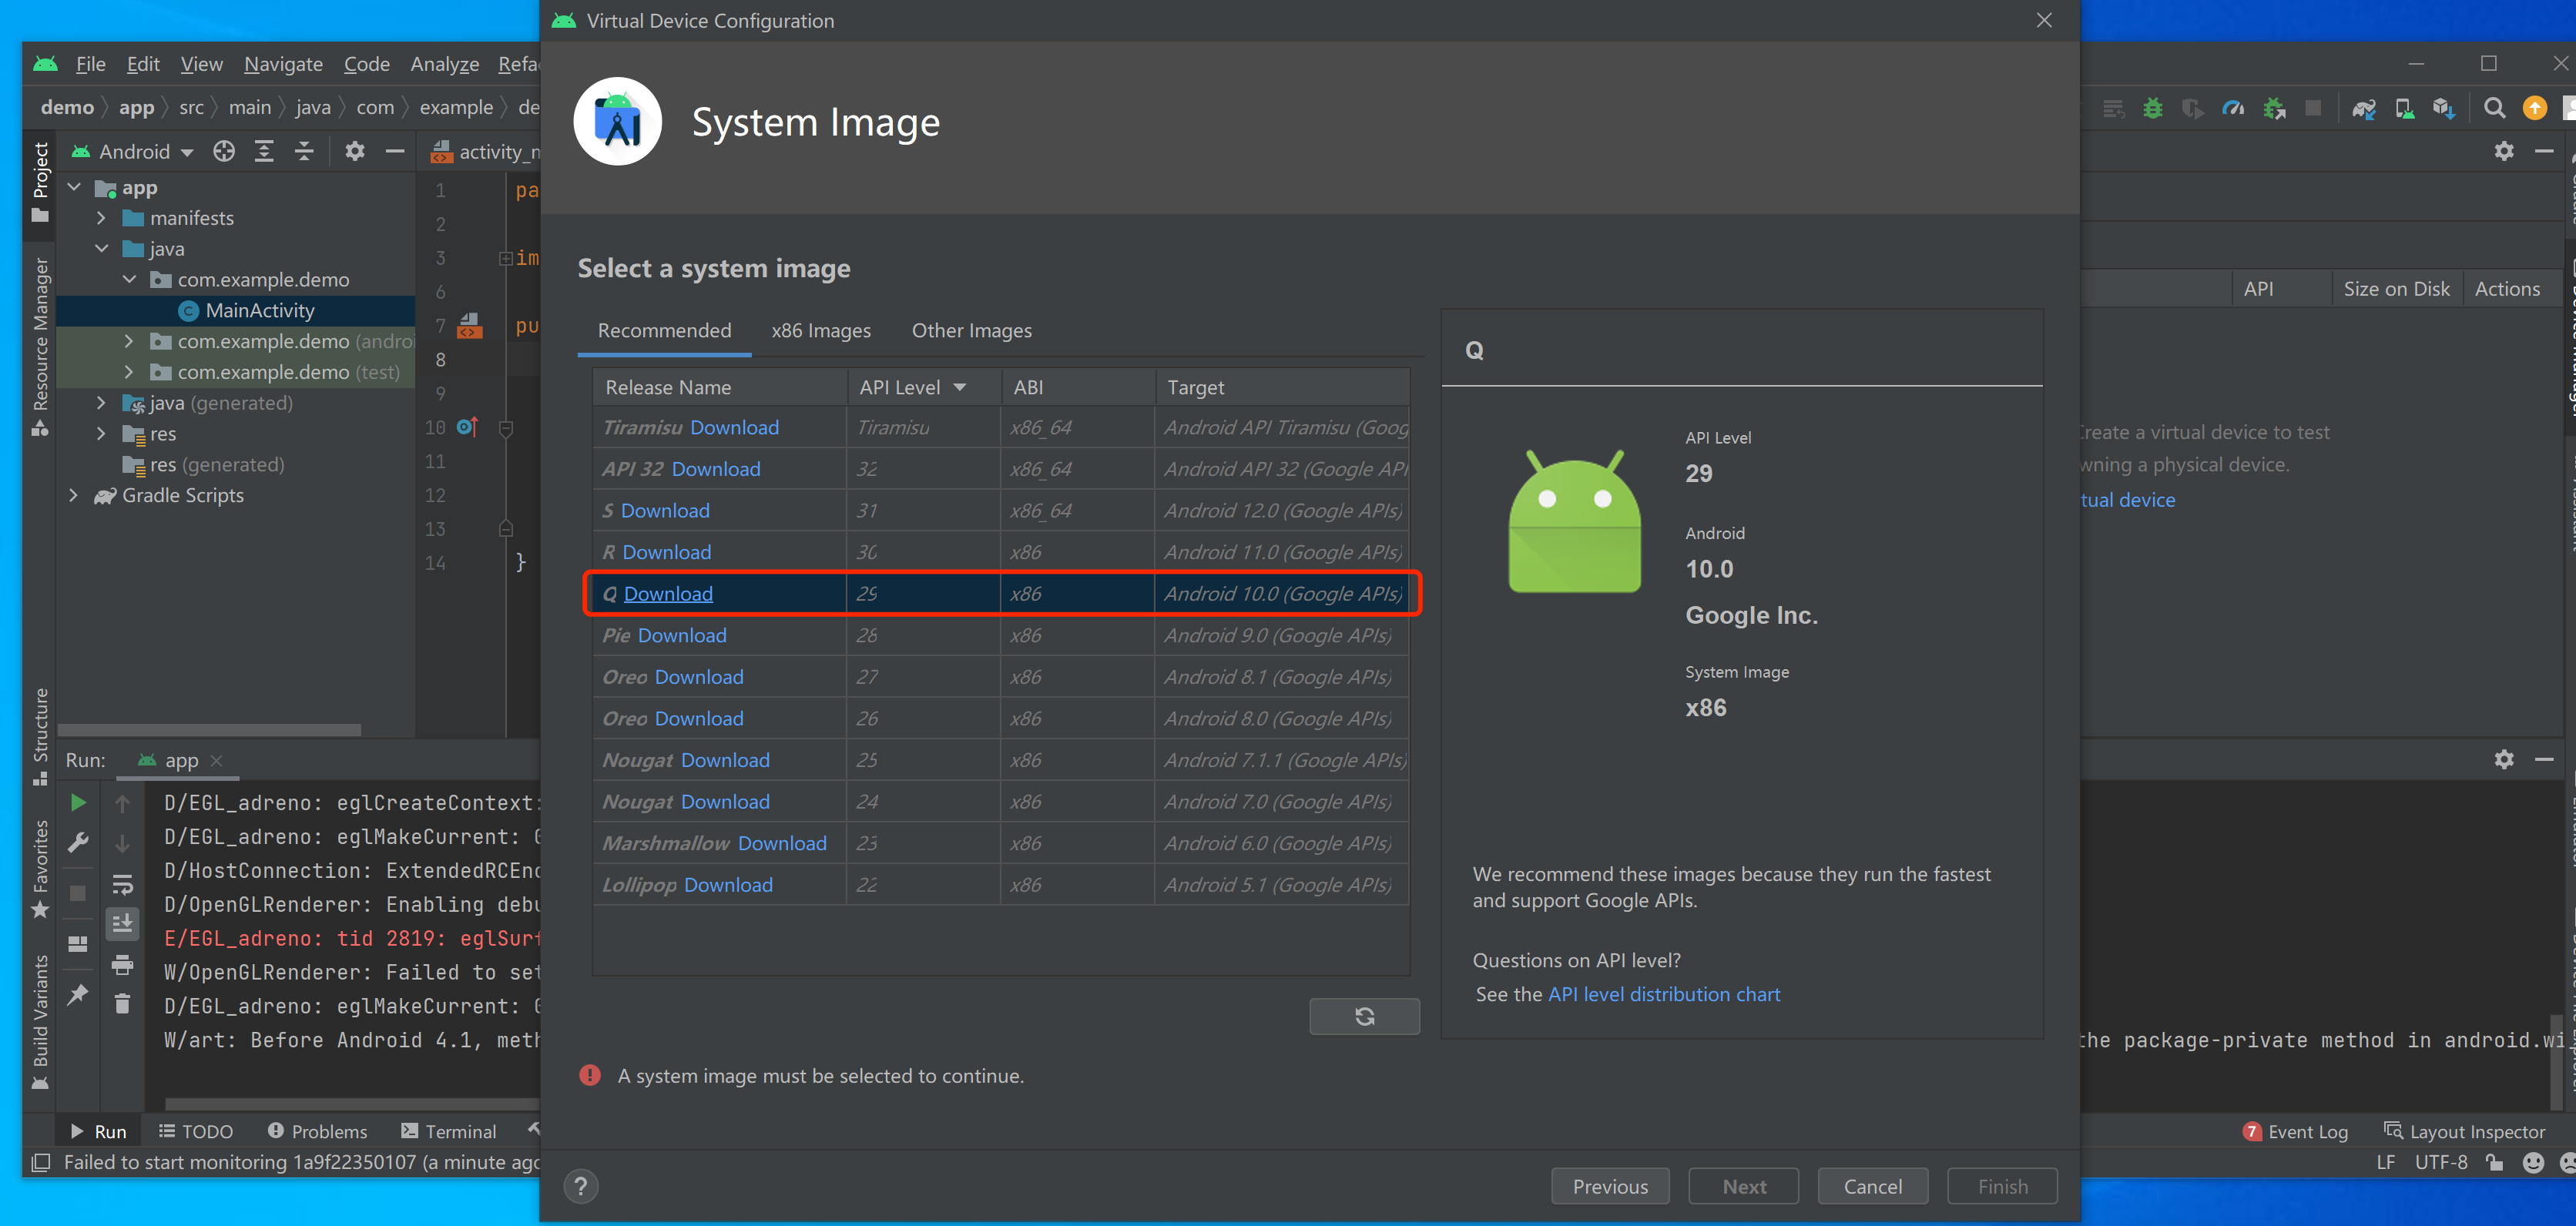 Virtual Device Configuration
System Image
File Edit View Navigate Code Analyze
demo app src main java com example
Android
activity_m
app
manifests
java
com.example.demo
MainActivity
com.example.demo
com.example.demo (test)
java (generated)
res
res (generated)
Gradle Scripts
Project
Resource Manager
Structure
Favorites
Build Variants
1
2
3
6
7
8
9
10
11
12
13
14
pa
im
pu
}
Select a system image
Recommended x86 Images Other Images
Release Name API Level ABI Target
Tiramisu Download Tiramisu x86_64 Android API Tiramisu (Goog
API 32 Download 32 x86_64 Android API 32 (Google API
S Download 31 x86_64 Android 12.0 (Google APIs)
R Download 30 x86 Android 11.0 (Google APIs)
Q Download 29 x86 Android 10.0 (Google APIs)
Pie Download 28 x86 Android 9.0 (Google APIs)
Oreo Download 27 x86 Android 8.1 (Google APIs)
Oreo Download 26 x86 Android 8.0 (Google APIs)
Nougat Download 25 x86 Android 7.1.1 (Google APIs)
Nougat Download 24 x86 Android 7.0 (Google APIs)
Marshmallow Download 23 x86 Android 6.0 (Google APIs)
Lollipop Download 22 x86 Android 5.1 (Google APIs)
A system image must be selected to continue.
Q
API Level
29
Android
10.0
Google Inc.
System Image
x86
We recommend these images because they run the fastest
and support Google APIs.
Questions on API level?
See the API level distribution chart
? Previous Next Cancel Finish
API Size on Disk Actions
Create a virtual device to test
a physical device.
device
Run: app
D/EGL_adreno: eglCreateContext:
D/EGL_adreno: eglMakeCurrent:
D/HostConnection: ExtendedRCEnc
D/OpenGLRenderer: Enabling debu
E/EGL_adreno: tid 2819: eglSurf
W/OpenGLRenderer: Failed to set
D/EGL_adreno: eglMakeCurrent:
W/art: Before Android 4.1, meth
the package-private method in android.wi
Run TODO Problems Terminal
7 Event Log Layout Inspector
Failed to start monitoring 1a9f22350107 (a minute ago
LF UTF-8